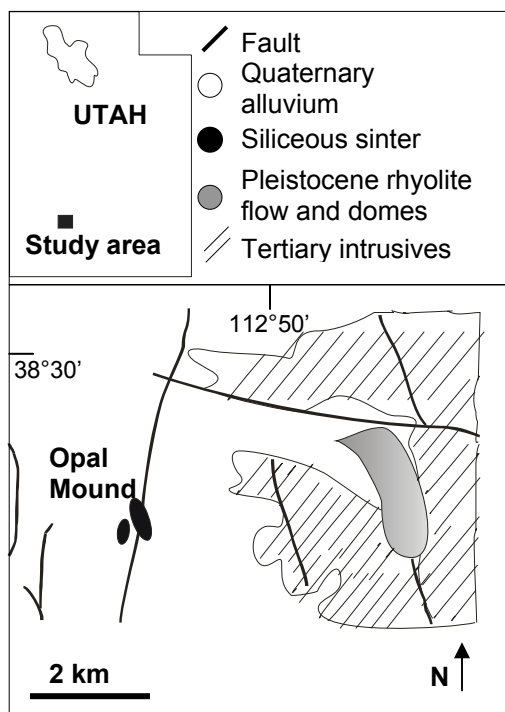 UTAH
Study area
Fault
Quaternary
alluvium
Siliceous sinter
Pleistocene rhyolite
flow and domes
Tertiary intrusives
112°50’
38°30’
Opal
Mound
2 km
N